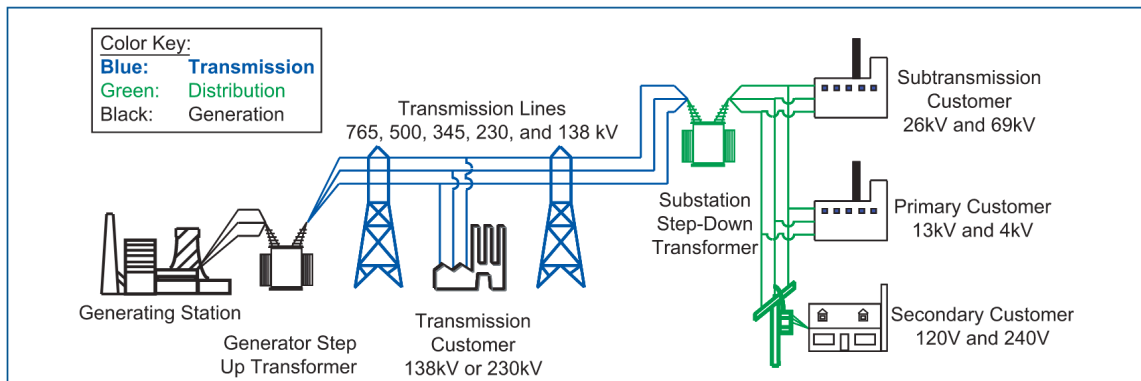 Color Key:
Blue: Transmission
Green: Distribution
Black: Generation
Transmission Lines
765, 500, 345, 230, and 138 kV
Subtransmission
Customer
26kV and 69kV
Substation
Step-Down
Transformer
Primary Customer
13kV and 4kV
Generating Station
Generator Step
Up Transformer
Transmission
Customer
138kV or 230kV
Secondary Customer
120V and 240V